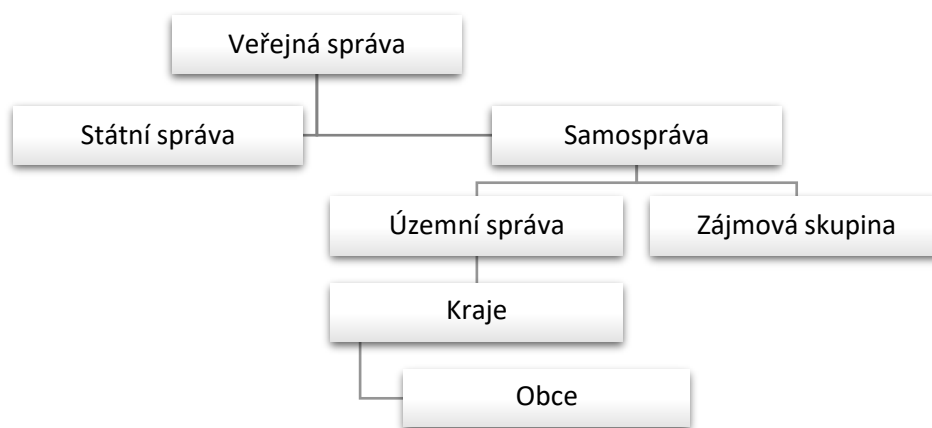 Veřejná správa
Státní správa
Samospráva
Územní správa
Zájmová skupina
Kraje
Obce